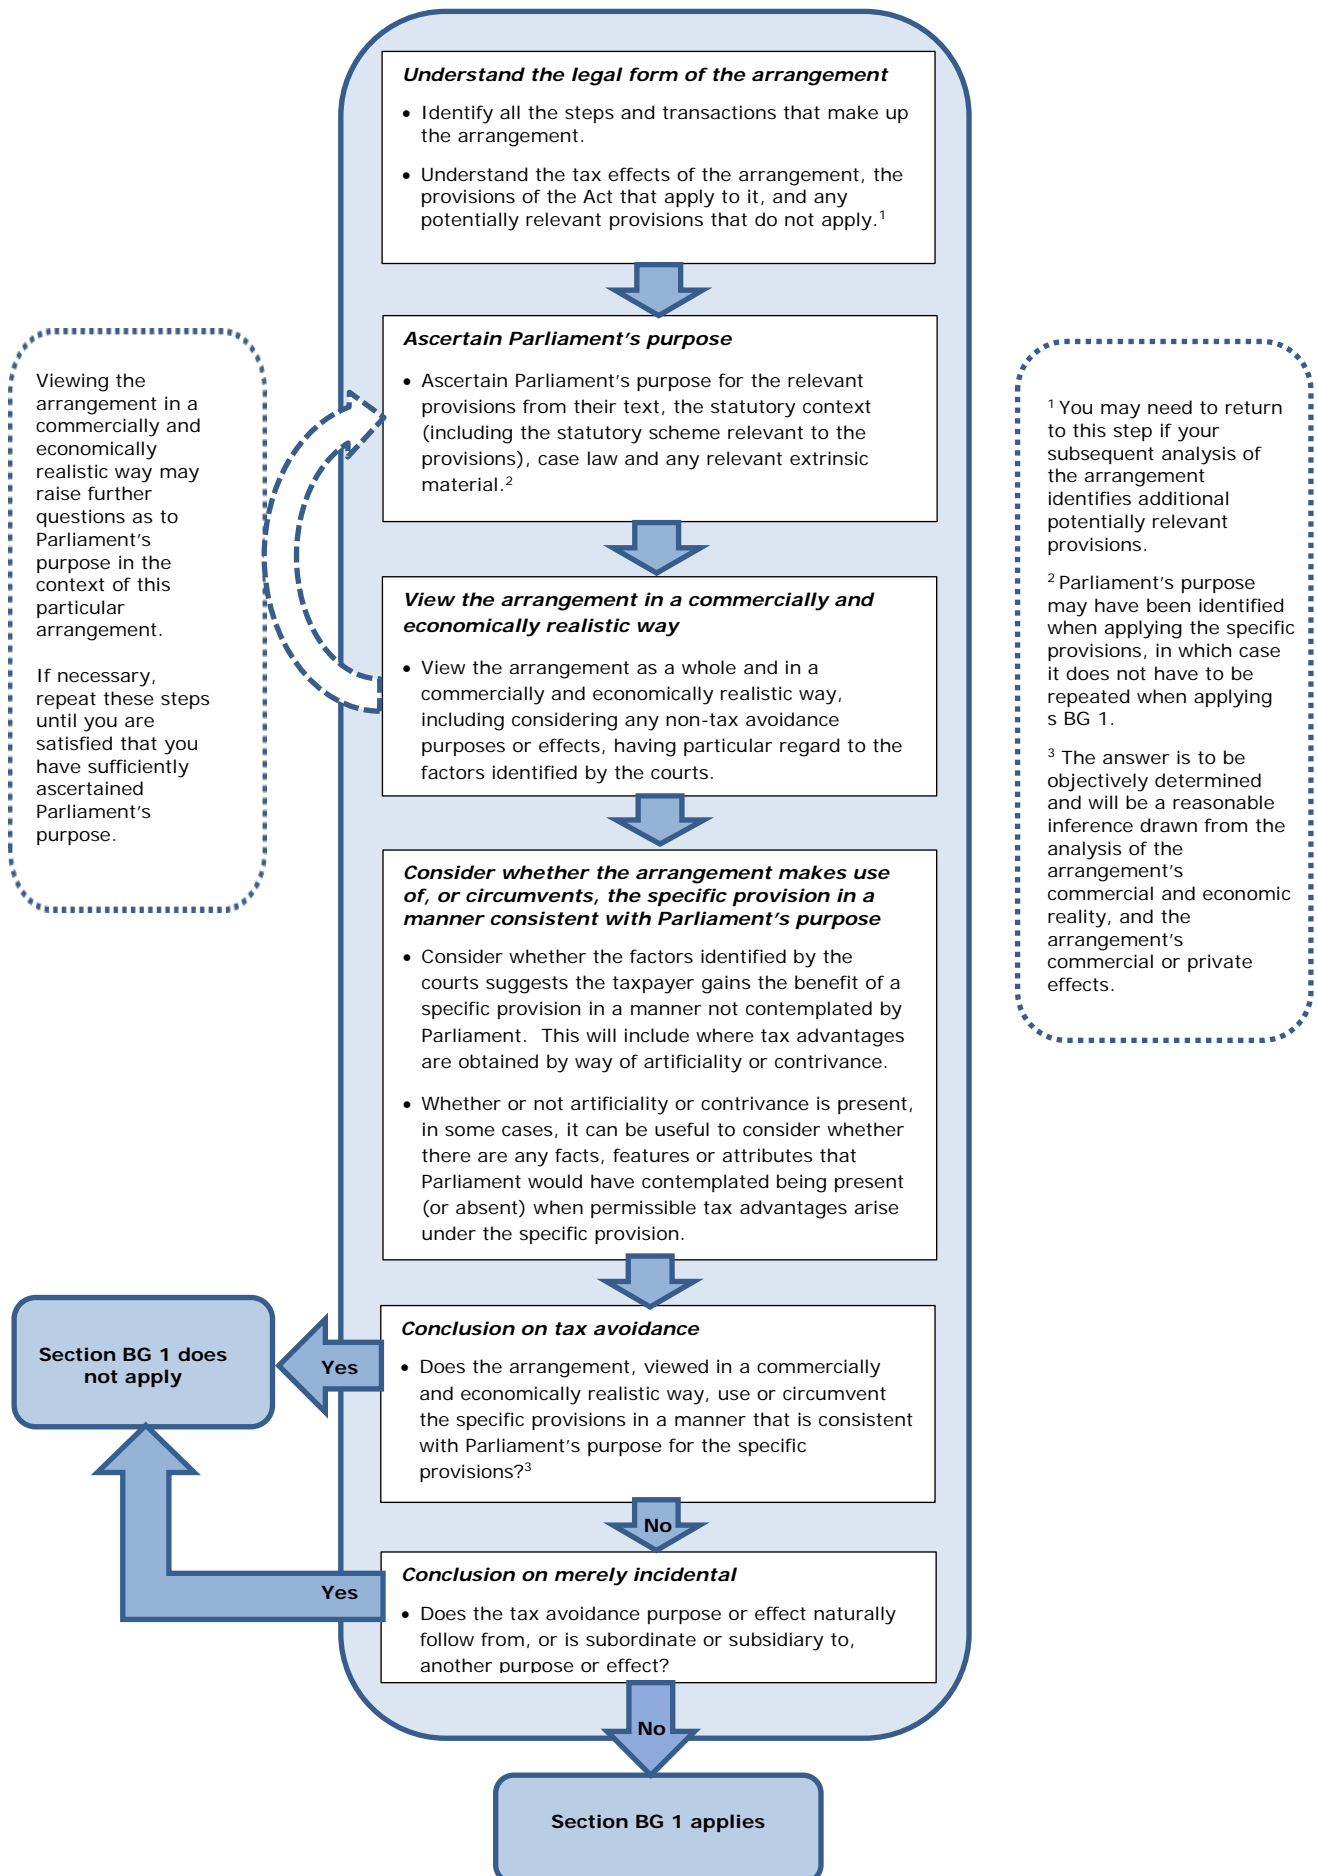 Understand the legal form of the arrangement
• Identify all the steps and transactions that make up
the arrangement.
• Understand the tax effects of the arrangement, the
provisions of the Act that apply to it, and any
potentially relevant provisions that do not apply.1
Ascertain Parliament's purpose
• Ascertain Parliament's purpose for the relevant
provisions from their text, the statutory context
(including the statutory scheme relevant to the
provisions), case law and any relevant extrinsic
material.2
Viewing the
arrangement in a
commercially and
economically
realistic way may
raise further
questions as to
Parliament's
purpose in the
context of this
particular
arrangement.
If necessary,
repeat these steps
until you are
satisfied that you
have sufficiently
ascertained
Parliament's
purpose.
1 You may need to return
to this step if your
subsequent analysis of
the arrangement
identifies additional
potentially relevant
provisions.
2 Parliament's purpose
may have been identified
when applying the specific
provisions, in which case
it does not have to be
repeated when applying
s BG 1.
3 The answer is to be
objectively determined
and will be a reasonable
inference drawn from the
analysis of the
arrangement's
commercial and economic
reality, and the
arrangement's
commercial or private
effects.
View the arrangement in a commercially and
economically realistic way
• View the arrangement as a whole and in a
commercially and economically realistic way,
including considering any non-tax avoidance
purposes or effects, having particular regard to the
factors identified by the courts.
Consider whether the arrangement makes use
of, or circumvents, the specific provision in a
manner consistent with Parliament's purpose
• Consider whether the factors identified by the
courts suggests the taxpayer gains the benefit of a
specific provision in a manner not contemplated by
Parliament. This will include where tax advantages
are obtained by way of artificiality or contrivance.
• Whether or not artificiality or contrivance is present,
in some cases, it can be useful to consider whether
there are any facts, features or attributes that
Parliament would have contemplated being present
(or absent) when permissible tax advantages arise
under the specific provision.
Conclusion on tax avoidance
• Does the arrangement, viewed in a commercially
and economically realistic way, use or circumvent
the specific provisions in a manner that is consistent
with Parliament's purpose for the specific
provisions?3
Yes
Section BG 1 does
not apply
No
Conclusion on merely incidental
• Does the tax avoidance purpose or effect naturally
follow from, or is subordinate or subsidiary to,
another purpose or effect?
Yes
No
Section BG 1 applies